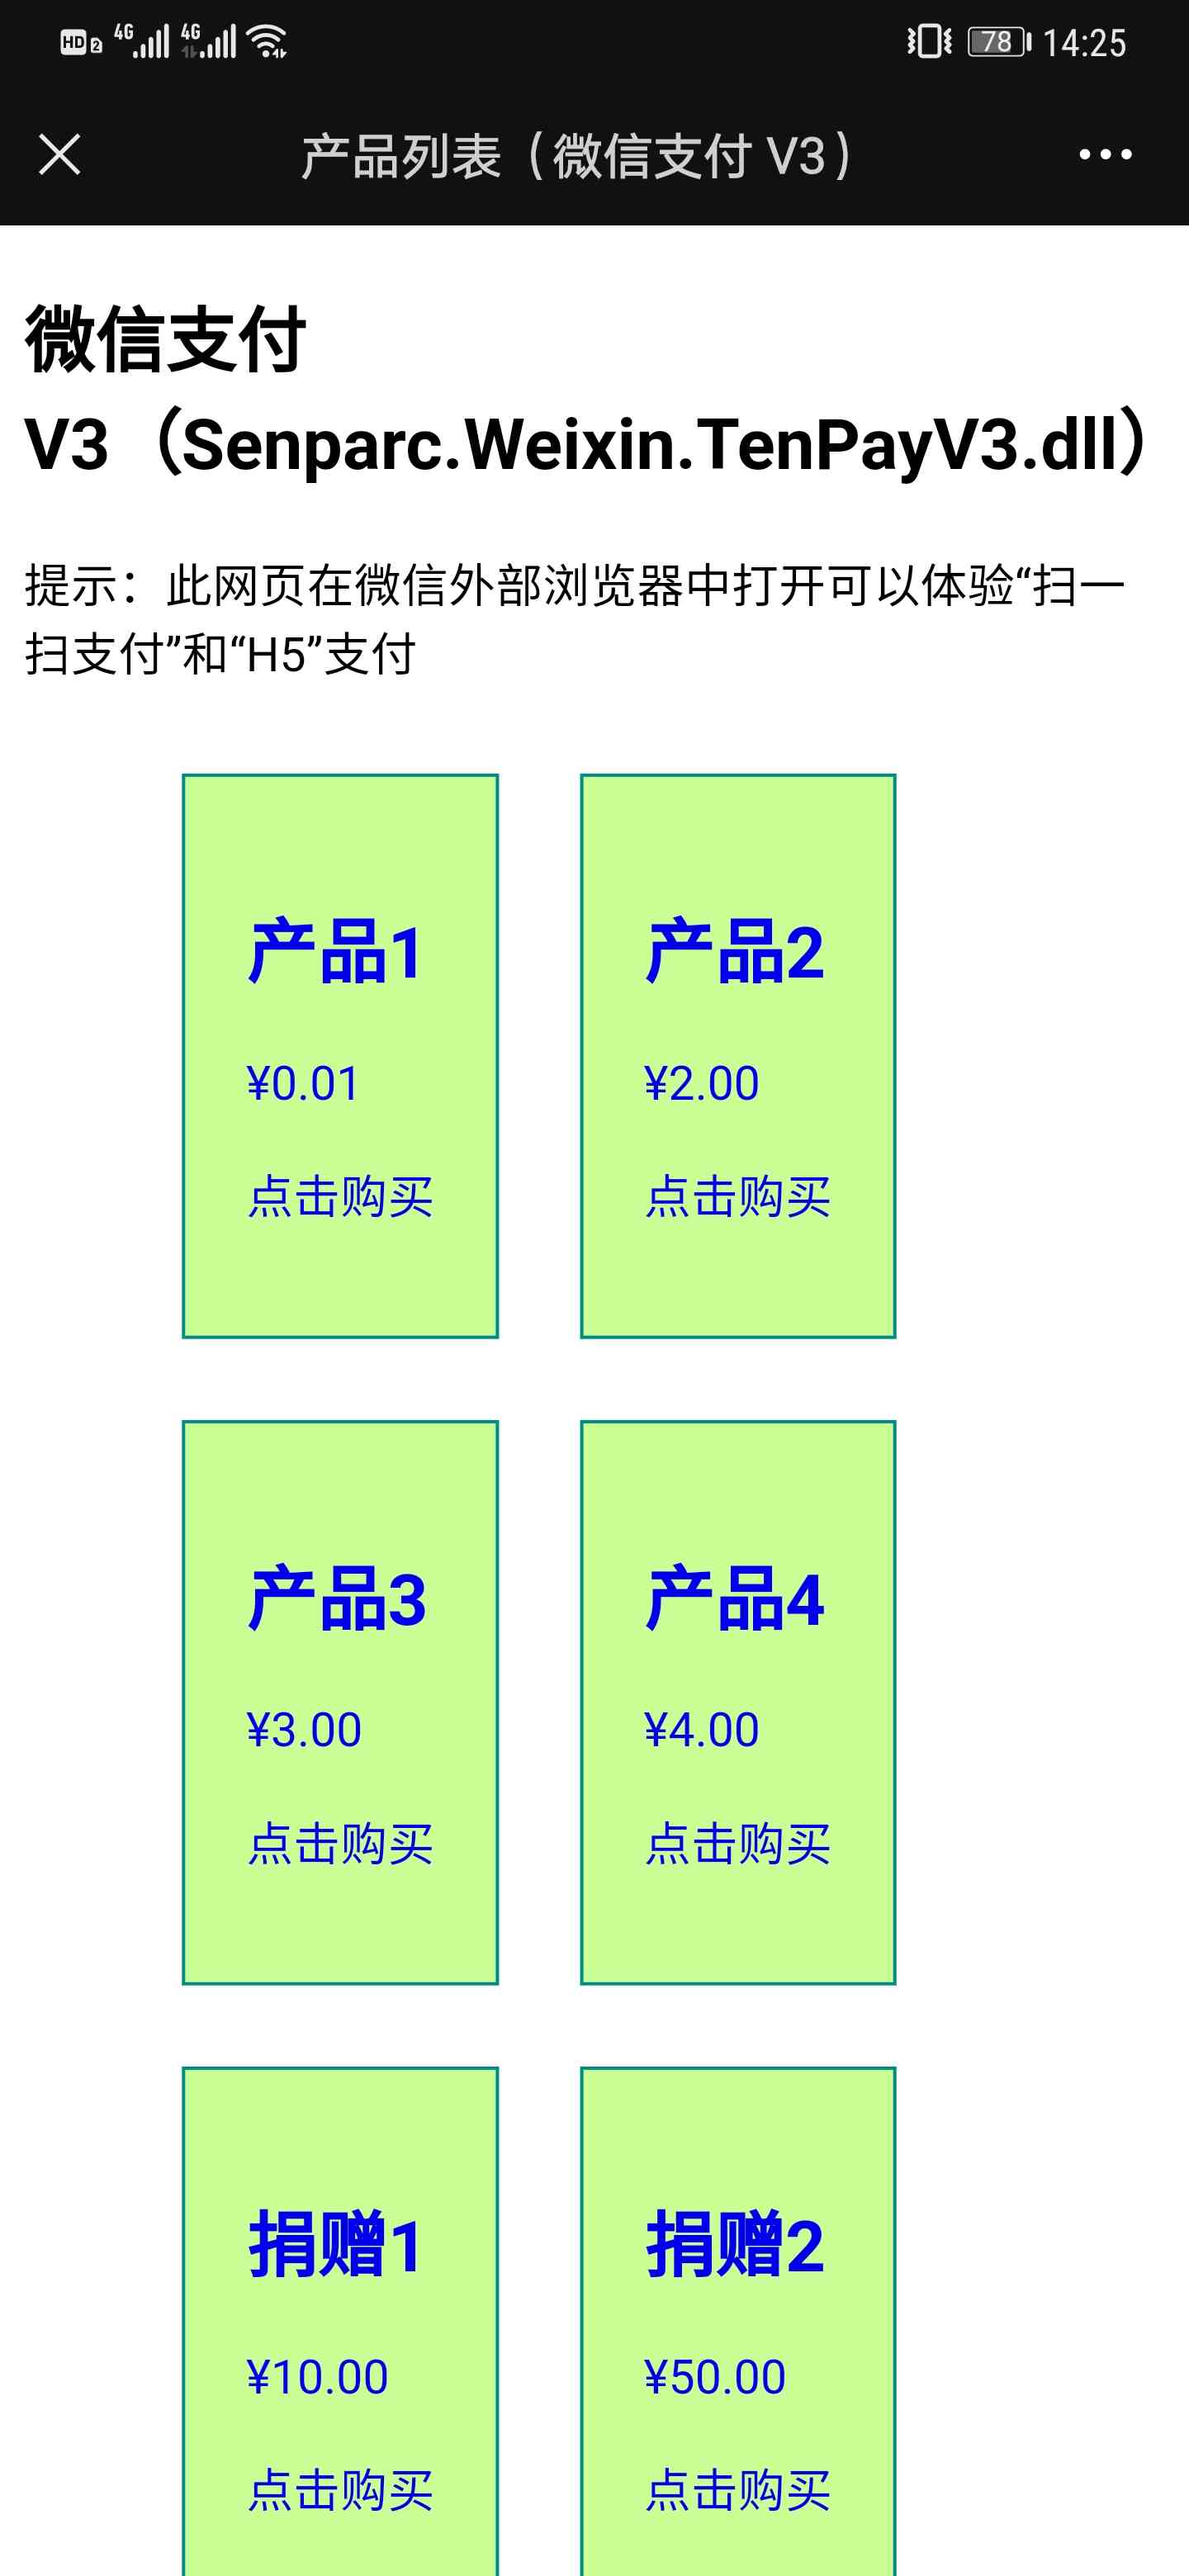 HD 2 4G 4G 78 14:25
产品列表（微信支付 V3）
微信支付
V3（Senparc.Weixin.TenPayV3.dll）
提示：此网页在微信外部浏览器中打开可以体验“扫一
扫支付”和“H5”支付
产品1
¥0.01
点击购买
产品2
¥2.00
点击购买
产品3
¥3.00
点击购买
产品4
¥4.00
点击购买
捐赠1
¥10.00
点击购买
捐赠2
¥50.00
点击购买